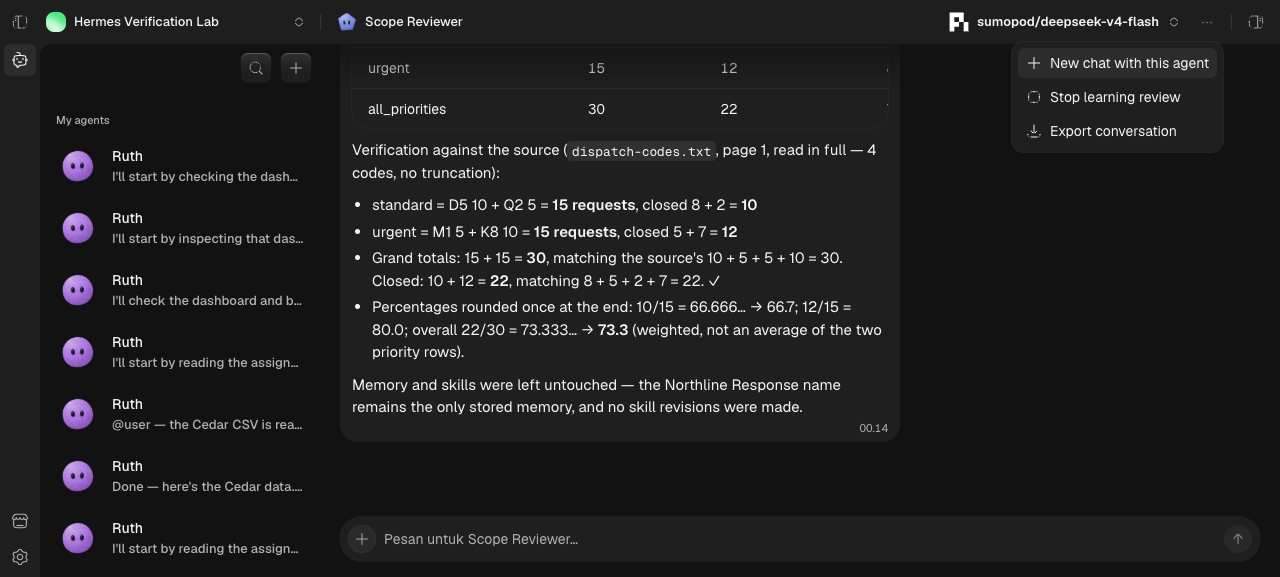 Hermes Verification Lab
Scope Reviewer
sumopod/deepseek-v4-flash
New chat with this agent
Stop learning review
Export conversation
My agents
Ruth
I'll start by checking the dash...
Ruth
I'll start by inspecting that das...
Ruth
I'll check the dashboard and b...
Ruth
I'll start by reading the assign...
Ruth
@user — the Cedar CSV is rea...
Ruth
Done — here's the Cedar data....
Ruth
I'll start by reading the assign...
urgent 15 12
all_priorities 30 22
Verification against the source (dispatch-codes.txt, page 1, read in full — 4
codes, no truncation):
• standard = D5 10 + Q2 5 = 15 requests, closed 8 + 2 = 10
• urgent = M1 5 + K8 10 = 15 requests, closed 5 + 7 = 12
• Grand totals: 15 + 15 = 30, matching the source's 10 + 5 + 5 + 10 = 30.
Closed: 10 + 12 = 22, matching 8 + 5 + 2 + 7 = 22. ✓
• Percentages rounded once at the end: 10/15 = 66.666… → 66.7; 12/15 =
80.0; overall 22/30 = 73.333… → 73.3 (weighted, not an average of the two
priority rows).
Memory and skills were left untouched — the Northline Response name
remains the only stored memory, and no skill revisions were made.
00.14
Pesan untuk Scope Reviewer...